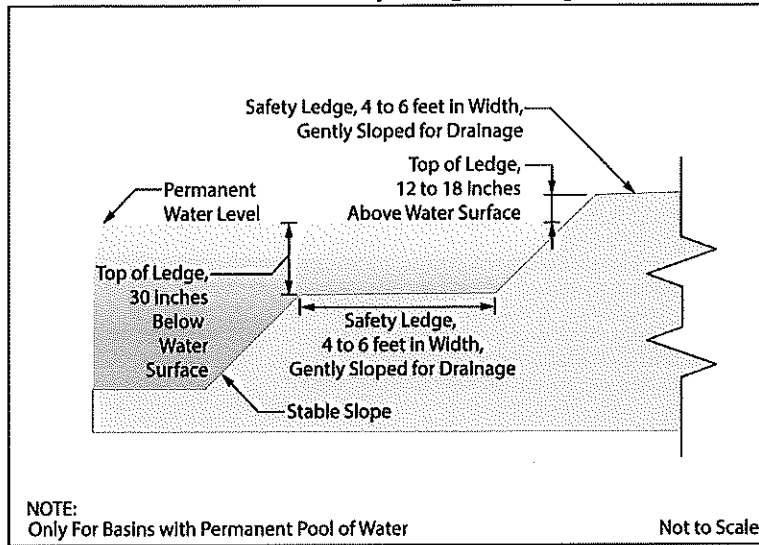 Safety Ledge, 4 to 6 feet in Width,
Gently Sloped for Drainage
Top of Ledge,
12 to 18 Inches
Above Water Surface
Permanent
Water Level
Top of Ledge,
30 Inches
Below
Water
Surface
Safety Ledge,
4 to 6 feet in Width,
Gently Sloped for Drainage
Stable Slope
NOTE:
Only For Basins with Permanent Pool of Water
Not to Scale